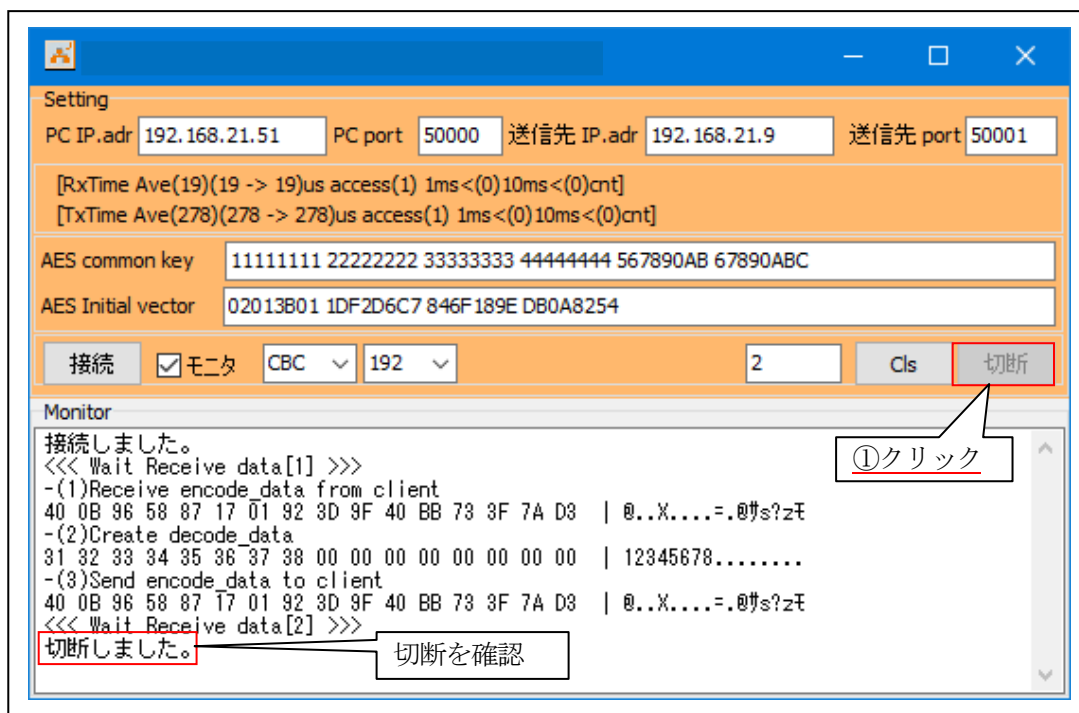 Setting
PC IP.adr 192.168.21.51 PC port 50000 送信先 IP.adr 192.168.21.9 送信先 port 50001
[RxTime Ave(19)(19 -> 19)us access(1) 1ms<(0)10ms<(0)cnt]
[TxTime Ave(278)(278 -> 278)us access(1) 1ms<(0)10ms<(0)cnt]
AES common key 11111111 22222222 33333333 44444444 567890AB 67890ABC
AES Initial vector 02013B01 1DF2D6C7 846F189E DB0A8254
接続 モニタ CBC 192 2 Cls 切断
Monitor
①クリック
接続しました。
<<< Wait Receive data[1] >>>
-(1)Receive encode_data from client
40 0B 96 58 87 17 01 92 3D 9F 40 BB 73 3F 7A D3 | @..X....=.@ｻs?zﾓ
-(2)Create decode_data
31 32 33 34 35 36 37 38 00 00 00 00 00 00 00 00 | 12345678........
-(3)Send encode_data to client
40 0B 96 58 87 17 01 92 3D 9F 40 BB 73 3F 7A D3 | @..X....=.@ｻs?zﾓ
<<< Wait Receive data[2] >>>
切断しました。
切断を確認